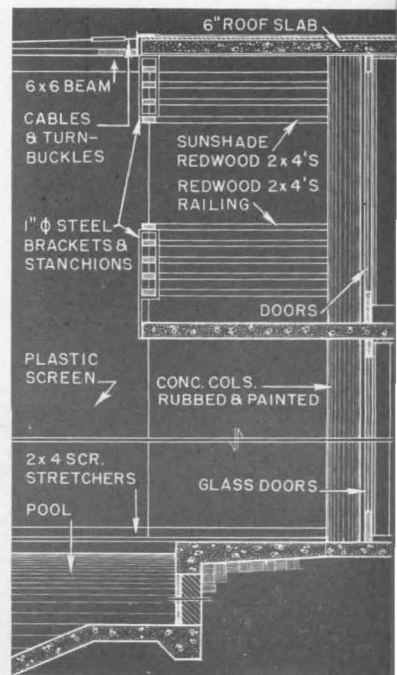 6" ROOF SLAB
6 x 6 BEAM
CABLES
& TURN-
BUCKLES
SUNSHADE
REDWOOD 2 x 4'S
REDWOOD 2 x 4'S
RAILING
1" ϕ STEEL
BRACKETS &
STANCHIONS
DOORS
PLASTIC
SCREEN
CONC. COLS.
RUBBED & PAINTED
2 x 4 SCR.
STRETCHERS
GLASS DOORS
POOL